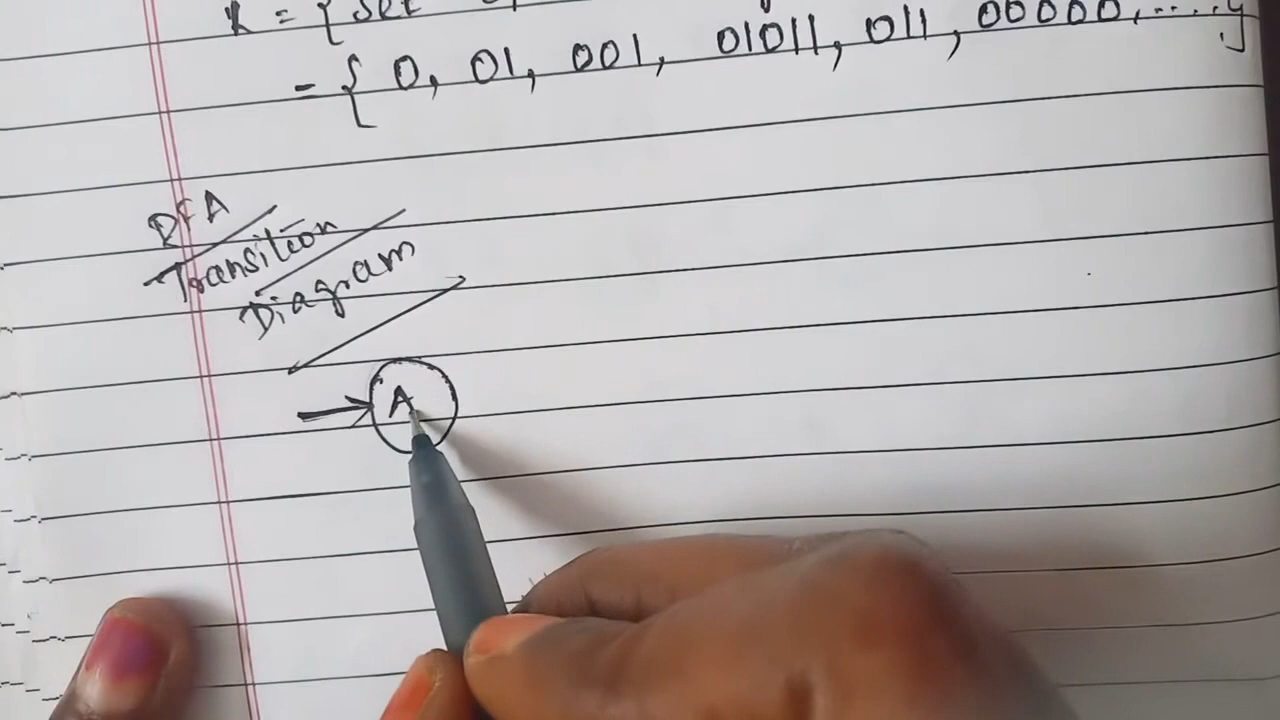 = {
= { 0, 01, 001, 01011, 011, 00000, .....}
DFA
Transition
Diagram
A